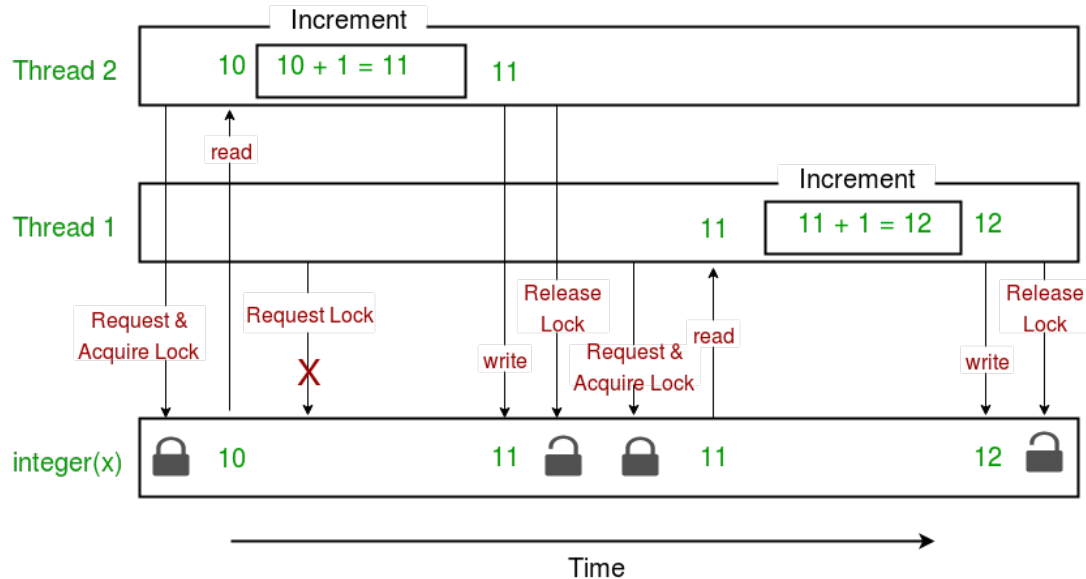 Increment
Thread 2
10
10 + 1 = 11
11
read
Increment
Thread 1
11
11 + 1 = 12
12
Request &
Acquire Lock
Request Lock
X
write
Release
Lock
Request &
Acquire Lock
read
write
Release
Lock
integer(x)
10
11
11
12
Time